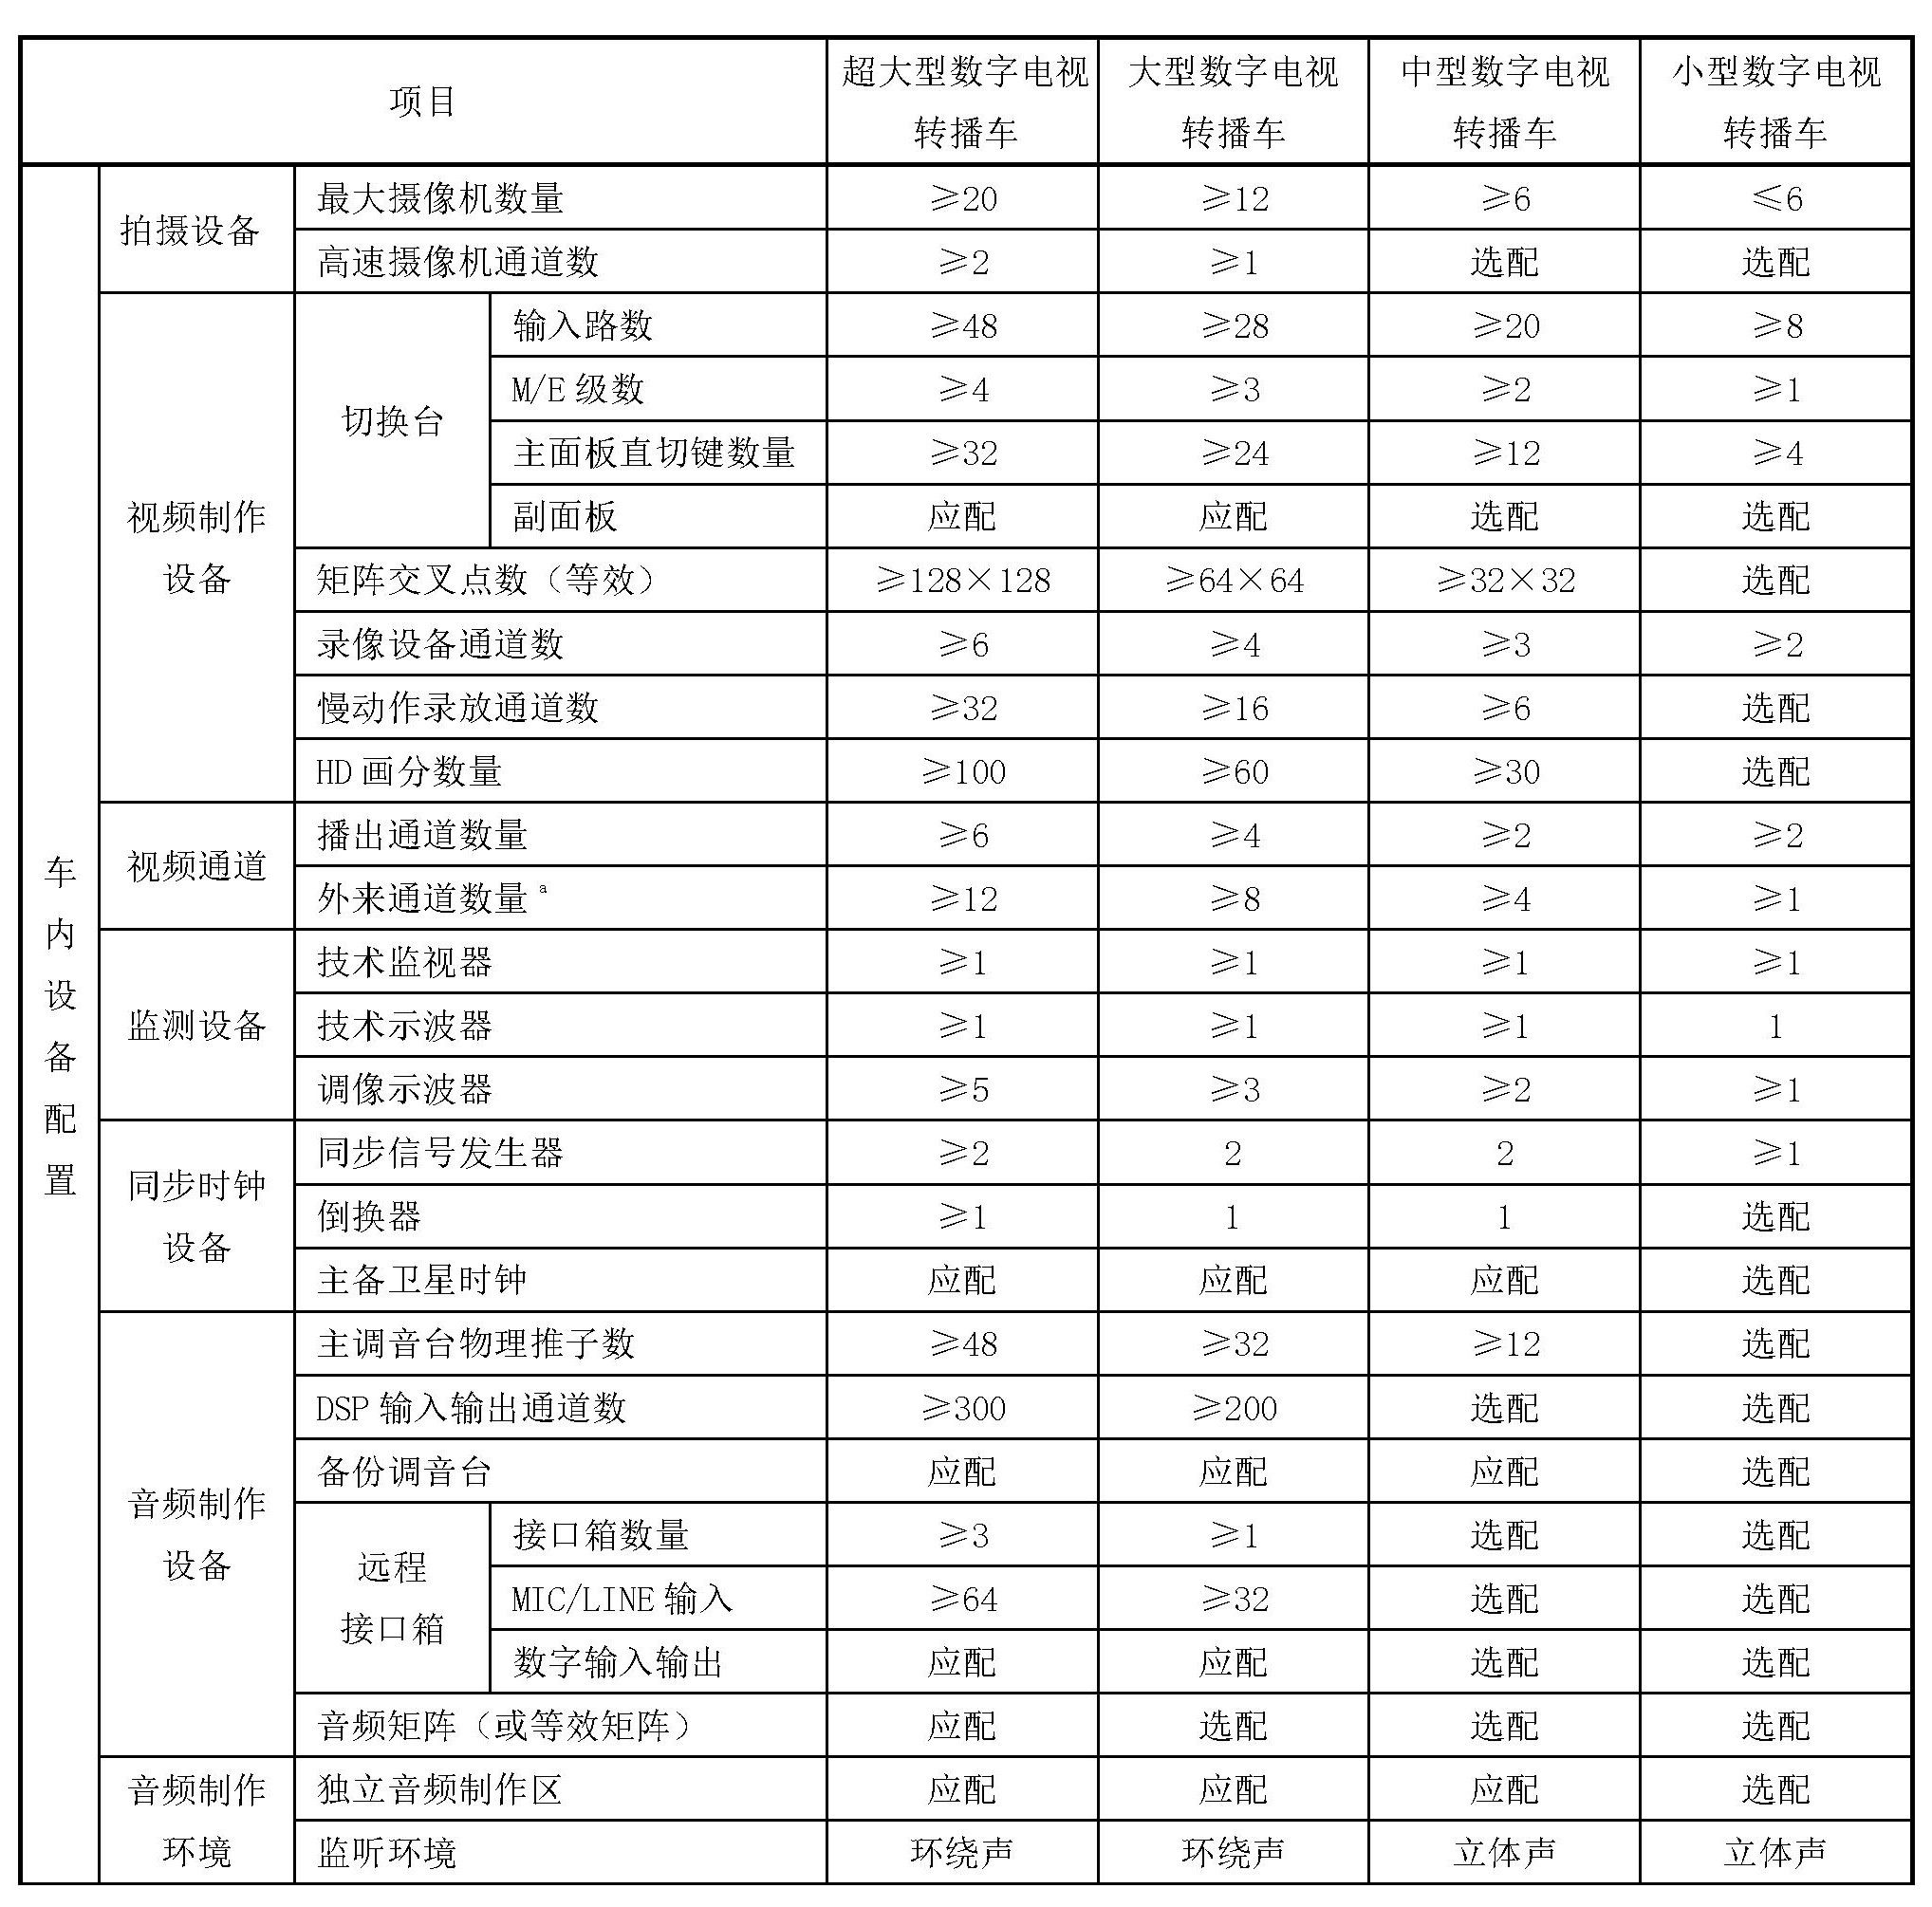 项目 超大型数字电视转播车 大型数字电视转播车 中型数字电视转播车 小型数字电视转播车
车内设备配置
拍摄设备
最大摄像机数量 ≥20 ≥12 ≥6 ≤6
高速摄像机通道数 ≥2 ≥1 选配 选配
视频制作设备
切换台
输入路数 ≥48 ≥28 ≥20 ≥8
M/E 级数 ≥4 ≥3 ≥2 ≥1
主面板直切键数量 ≥32 ≥24 ≥12 ≥4
副面板 应配 应配 选配 选配
矩阵交叉点数（等效） ≥128×128 ≥64×64 ≥32×32 选配
录像设备通道数 ≥6 ≥4 ≥3 ≥2
慢动作录放通道数 ≥32 ≥16 ≥6 选配
HD 画分数量 ≥100 ≥60 ≥30 选配
视频通道
播出通道数量 ≥6 ≥4 ≥2 ≥2
外来通道数量 a ≥12 ≥8 ≥4 ≥1
监测设备
技术监视器 ≥1 ≥1 ≥1 ≥1
技术示波器 ≥1 ≥1 ≥1 1
调像示波器 ≥5 ≥3 ≥2 ≥1
同步时钟设备
同步信号发生器 ≥2 2 2 ≥1
倒换器 ≥1 1 1 选配
主备卫星时钟 应配 应配 应配 选配
音频制作设备
主调音台物理推子数 ≥48 ≥32 ≥12 选配
DSP 输入输出通道数 ≥300 ≥200 选配 选配
备份调音台 应配 应配 应配 选配
远程接口箱
接口箱数量 ≥3 ≥1 选配 选配
MIC/LINE 输入 ≥64 ≥32 选配 选配
数字输入输出 应配 应配 选配 选配
音频矩阵（或等效矩阵） 应配 选配 选配 选配
音频制作环境
独立音频制作区 应配 应配 应配 选配
监听环境 环绕声 环绕声 立体声 立体声